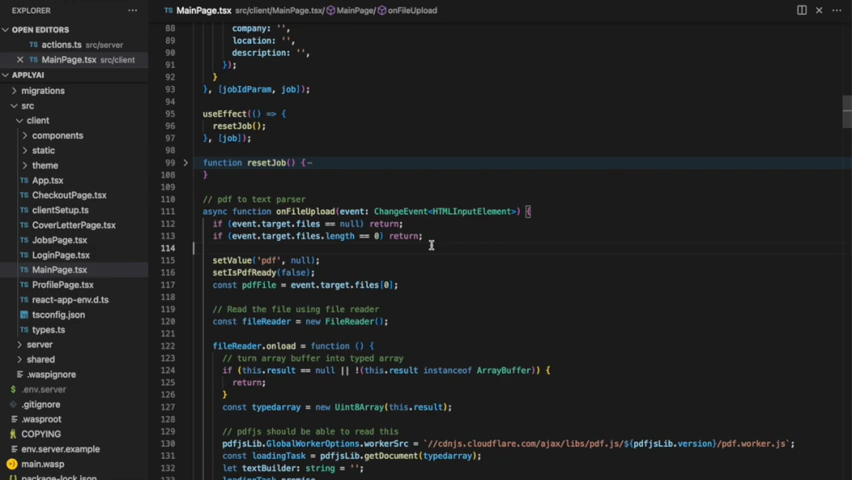 EXPLORER
MainPage.tsx src/client/MainPage.tsx/ MainPage/ onFileUpload
OPEN EDITORS
actions.ts src/server
MainPage.tsx src/client
APPLYAI
migrations
src
client
components
static
theme
App.tsx
CheckoutPage.tsx
clientSetup.ts
CoverLetterPage.tsx
JobsPage.tsx
LoginPage.tsx
MainPage.tsx
ProfilePage.tsx
react-app-env.d.ts
tsconfig.json
types.ts
server
shared
.waspignore
.env.server
.gitignore
.wasproot
COPYING
env.server.example
main.wasp
package-lock.json
88 company: '',
89 location: '',
90 description: '',
91 });
92 }
93 }, [jobIdParam, job]);
94
95 useEffect(() => {
96 resetJob();
97 }, [job]);
98
99 function resetJob() {
108 }
109
110 // pdf to text parser
111 async function onFileUpload(event: ChangeEvent<HTMLInputElement>) {
112 if (event.target.files == null) return;
113 if (event.target.files.length == 0) return;
114
115 setValue('pdf', null);
116 setIsPdfReady(false);
117 const pdfFile = event.target.files[0];
118
119 // Read the file using file reader
120 const fileReader = new FileReader();
121
122 fileReader.onload = function () {
123 // turn array buffer into typed array
124 if (this.result == null || !(this.result instanceof ArrayBuffer)) {
125 return;
126 }
127 const typedarray = new Uint8Array(this.result);
128
129 // pdfjs should be able to read this
130 pdfjsLib.GlobalWorkerOptions.workerSrc = `//cdnjs.cloudflare.com/ajax/libs/pdf.js/${pdfjsLib.version}/pdf.worker.js`;
131 const loadingTask = pdfjsLib.getDocument(typedarray);
132 let textBuilder: string = '';